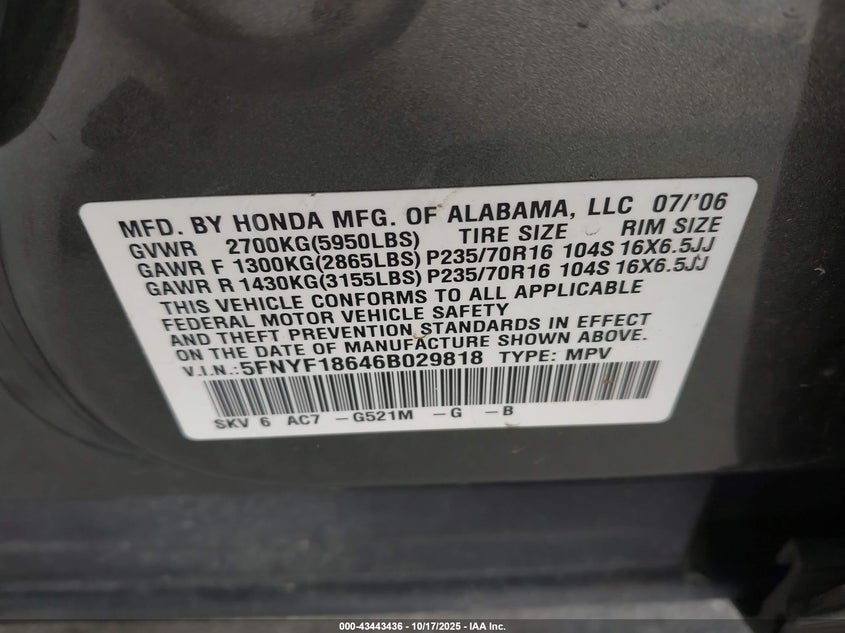 MFD. BY HONDA MFG. OF ALABAMA, LLC 07/'06
GVWR 2700KG(5950LBS) TIRE SIZE RIM SIZE
GAWR F 1300KG(2865LBS) P235/70R16 104S 16X6.5JJ
GAWR R 1430KG(3155LBS) P235/70R16 104S 16X6.5JJ
THIS VEHICLE CONFORMS TO ALL APPLICABLE
FEDERAL MOTOR VEHICLE SAFETY
AND THEFT PREVENTION STANDARDS IN EFFECT
ON THE DATE OF MANUFACTURE SHOWN ABOVE.
V.I.N.:5FNYF18646B029818 TYPE: MPV
SKV 6 AC7 -G521M -G -B
000-43443436 - 10/17/2025 - IAA Inc.